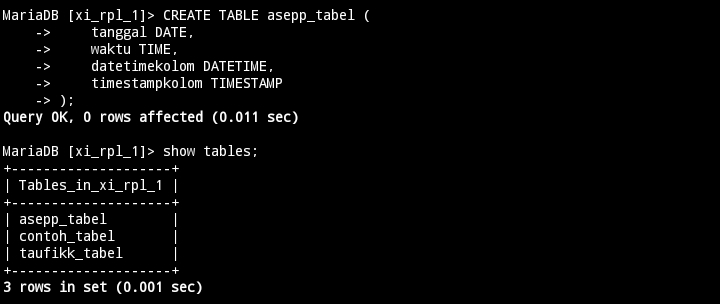 MariaDB [xi_rpl_1]> CREATE TABLE asepp_tabel (
    ->     tanggal DATE,
    ->     waktu TIME,
    ->     datetimekolom DATETIME,
    ->     timestampkolom TIMESTAMP
    -> );
Query OK, 0 rows affected (0.011 sec)

MariaDB [xi_rpl_1]> show tables;
+--------------------+
| Tables_in_xi_rpl_1 |
+--------------------+
| asepp_tabel        |
| contoh_tabel       |
| taufikk_tabel      |
+--------------------+
3 rows in set (0.001 sec)